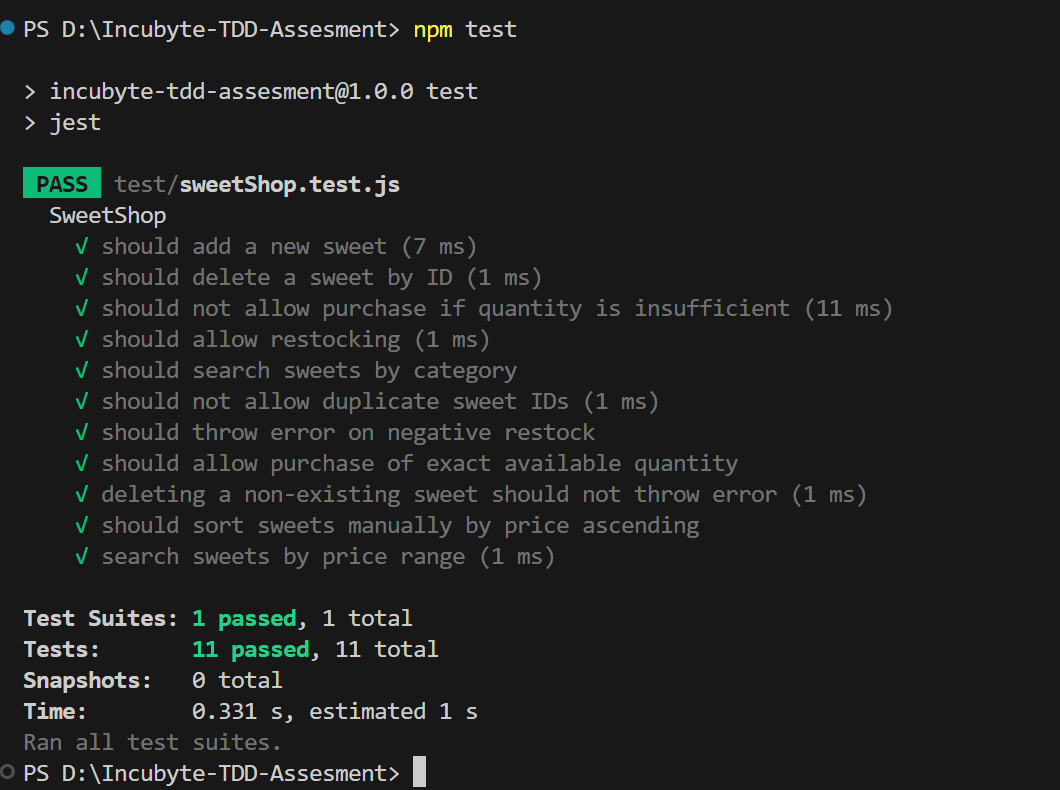 PS D:\Incubyte-TDD-Assesment> npm test
> incubyte-tdd-assesment@1.0.0 test
> jest
PASS test/sweetShop.test.js
SweetShop
√ should add a new sweet (7 ms)
√ should delete a sweet by ID (1 ms)
√ should not allow purchase if quantity is insufficient (11 ms)
√ should allow restocking (1 ms)
√ should search sweets by category
√ should not allow duplicate sweet IDs (1 ms)
√ should throw error on negative restock
√ should allow purchase of exact available quantity
√ deleting a non-existing sweet should not throw error (1 ms)
√ should sort sweets manually by price ascending
√ search sweets by price range (1 ms)
Test Suites: 1 passed, 1 total
Tests: 11 passed, 11 total
Snapshots: 0 total
Time: 0.331 s, estimated 1 s
Ran all test suites.
PS D:\Incubyte-TDD-Assesment>